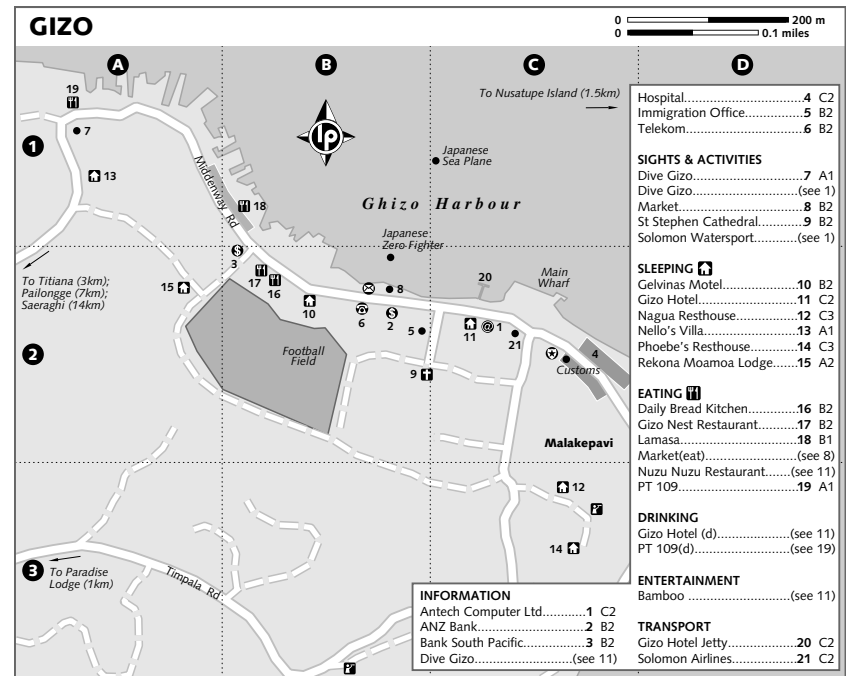 GIZO
0 200 m
0 0.1 miles
A
B
C
D
1
2
3
19
7
13
Middenway Rd
18
lp
To Nusatupe Island (1.5km)
Japanese
Sea Plane
Ghizo Harbour
Japanese
Zero Fighter
To Titiana (3km);
Pailongge (7km);
Saeraghi (14km)
3
15
17
16
10
8
6
2
5
9
20
Main
Wharf
11
@ 1
21
4
Customs
Football
Field
Malakepavi
12
14
To Paradise
Lodge (1km)
Timpala Rd
INFORMATION
Antech Computer Ltd............1 C2
ANZ Bank..............................2 B2
Bank South Pacific................3 B2
Dive Gizo.......................(see 11)
Hospital.........................4 C2
Immigration Office...........5 B2
Telekom.........................6 B2
SIGHTS & ACTIVITIES
Dive Gizo.......................7 A1
Dive Gizo.......................(see 1)
Market...........................8 B2
St Stephen Cathedral........9 B2
Solomon Watersport............(see 1)
SLEEPING
Gelvinas Motel.................10 B2
Gizo Hotel......................11 C2
Nagua Resthouse..............12 C3
Nello's Villa.....................13 A1
Phoebe's Resthouse...........14 C3
Rekona Moamoa Lodge.......15 A2
EATING
Daily Bread Kitchen............16 B2
Gizo Nest Restaurant..........17 B2
Lamasa..........................18 B1
Market(eat).....................(see 8)
Nuzu Nuzu Restaurant.......(see 11)
PT 109...........................19 A1
DRINKING
Gizo Hotel (d)..................(see 11)
PT 109(d).......................(see 19)
ENTERTAINMENT
Bamboo ........................(see 11)
TRANSPORT
Gizo Hotel Jetty................20 C2
Solomon Airlines...............21 C2